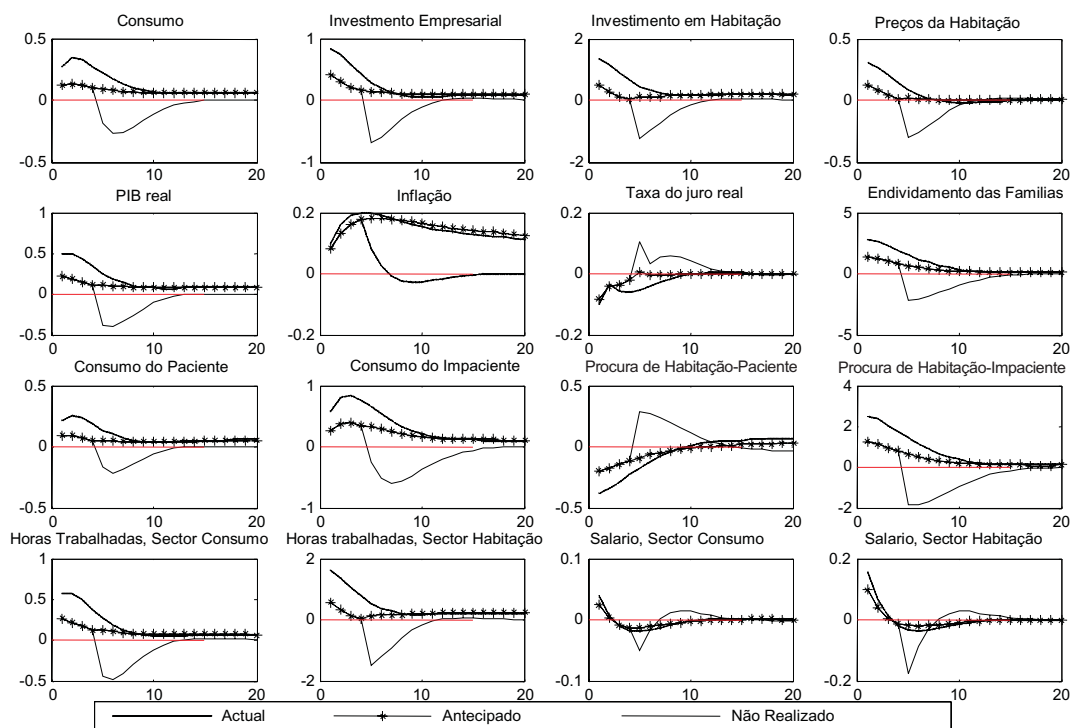 Consumo
Investmento Empresarial
Investimento em Habitação
Preços da Habitação
0.5
0
-0.5
0 10 20
1
0
-1
0 10 20
2
0
-2
0 10 20
0.5
0
-0.5
0 10 20
PIB real
Inflação
Taxa do juro real
Endividamento das Familias
1
0.5
0
-0.5
0 10 20
0.2
0
-0.2
0 10 20
0.2
0
-0.2
0 10 20
5
0
-5
0 10 20
Consumo do Paciente
Consumo do Impaciente
Procura de Habitação-Paciente
Procura de Habitação-Impaciente
0.5
0
-0.5
0 10 20
1
0
-1
0 10 20
0.5
0
-0.5
0 10 20
4
2
0
-2
0 10 20
Horas Trabalhadas, Sector Consumo
Horas trabalhadas, Sector Habitação
Salario, Sector Consumo
Salario, Sector Habitação
1
0.5
0
-0.5
0 10 20
2
0
-2
0 10 20
0.1
0
-0.1
0 10 20
0.2
0
-0.2
0 10 20
Actual
Antecipado
Não Realizado